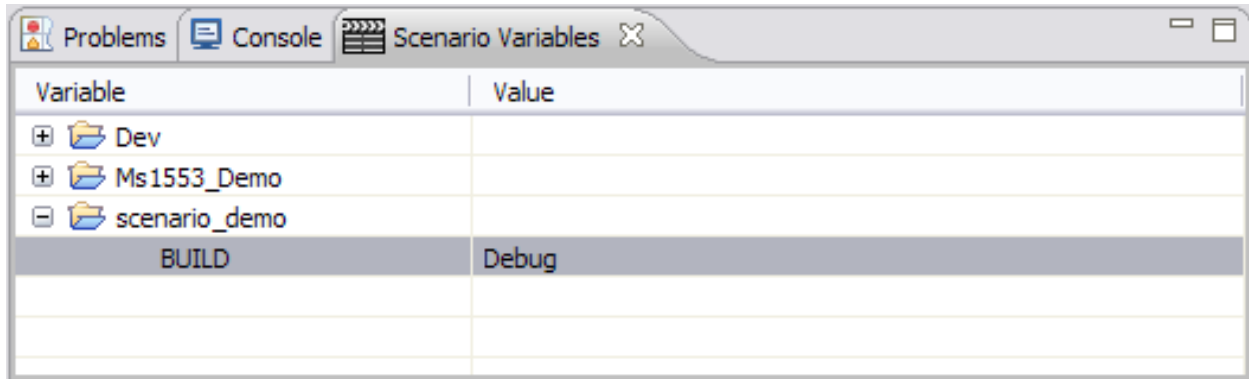 Problems Console Scenario Variables
Variable Value
Dev
Ms1553_Demo
scenario_demo
BUILD Debug